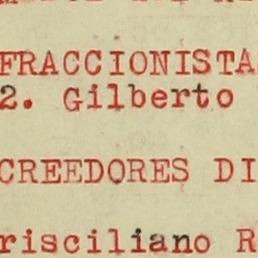 FRACCIONISTA
2. Gilberto
CREEDORES DI
risciliano R